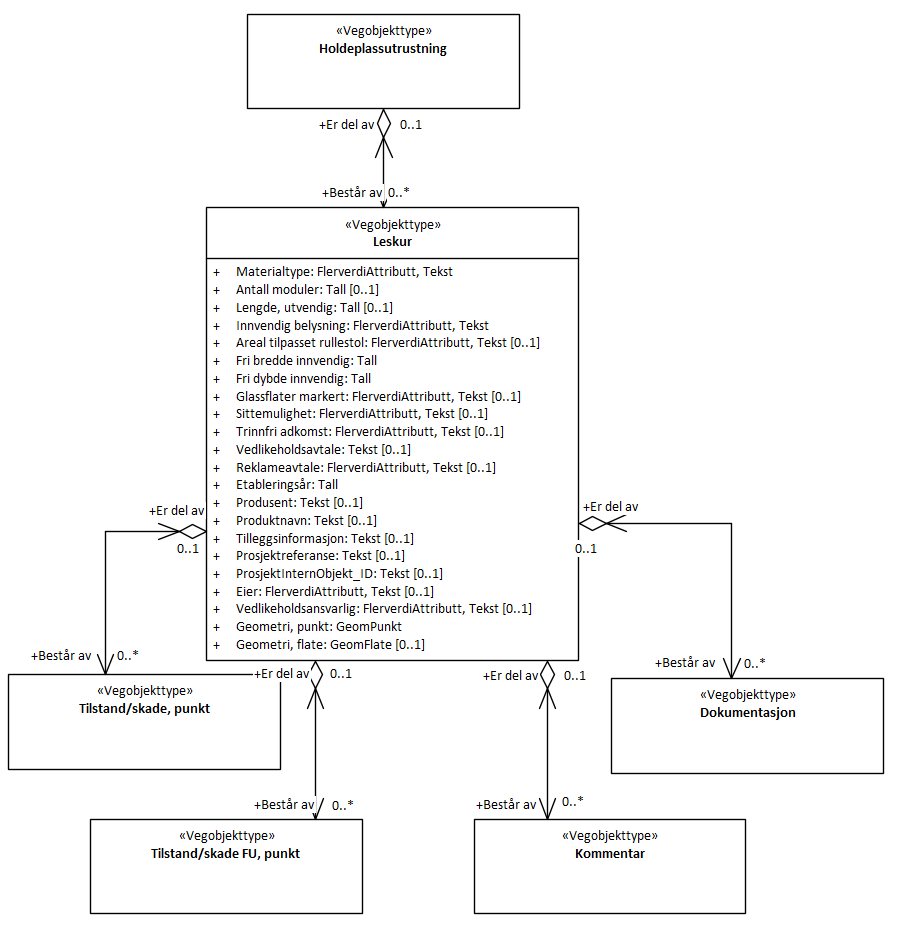 «Vegobjekttype»
Holdeplassutrustning
+Er del av 0..1
+Består av 0..*
«Vegobjekttype»
Leskur
+ Materialtype: FlerverdiAttributt, Tekst
+ Antall moduler: Tall [0..1]
+ Lengde, utvendig: Tall [0..1]
+ Innvendig belysning: FlerverdiAttributt, Tekst
+ Areal tilpasset rullestol: FlerverdiAttributt, Tekst [0..1]
+ Fri bredde innvendig: Tall
+ Fri dybde innvendig: Tall
+ Glassflater markert: FlerverdiAttributt, Tekst [0..1]
+ Sittemulighet: FlerverdiAttributt, Tekst [0..1]
+ Trinnfri adkomst: FlerverdiAttributt, Tekst [0..1]
+ Vedlikeholdsavtale: Tekst [0..1]
+ Reklameavtale: FlerverdiAttributt, Tekst [0..1]
+ Etableringsår: Tall
+ Produsent: Tekst [0..1]
+ Produktnavn: Tekst [0..1]
+ Tilleggsinformasjon: Tekst [0..1]
+ Prosjektreferanse: Tekst [0..1]
+ ProsjektInternObjekt_ID: Tekst [0..1]
+ Eier: FlerverdiAttributt, Tekst [0..1]
+ Vedlikeholdsansvarlig: FlerverdiAttributt, Tekst [0..1]
+ Geometri, punkt: GeomPunkt
+ Geometri, flate: GeomFlate [0..1]
+Er del av
0..1
+Består av 0..*
«Vegobjekttype»
Tilstand/skade, punkt
+Er del av 0..1
+Består av 0..*
«Vegobjekttype»
Tilstand/skade FU, punkt
+Er del av 0..1
+Består av 0..*
«Vegobjekttype»
Kommentar
+Er del av
0..1
+Består av 0..*
«Vegobjekttype»
Dokumentasjon